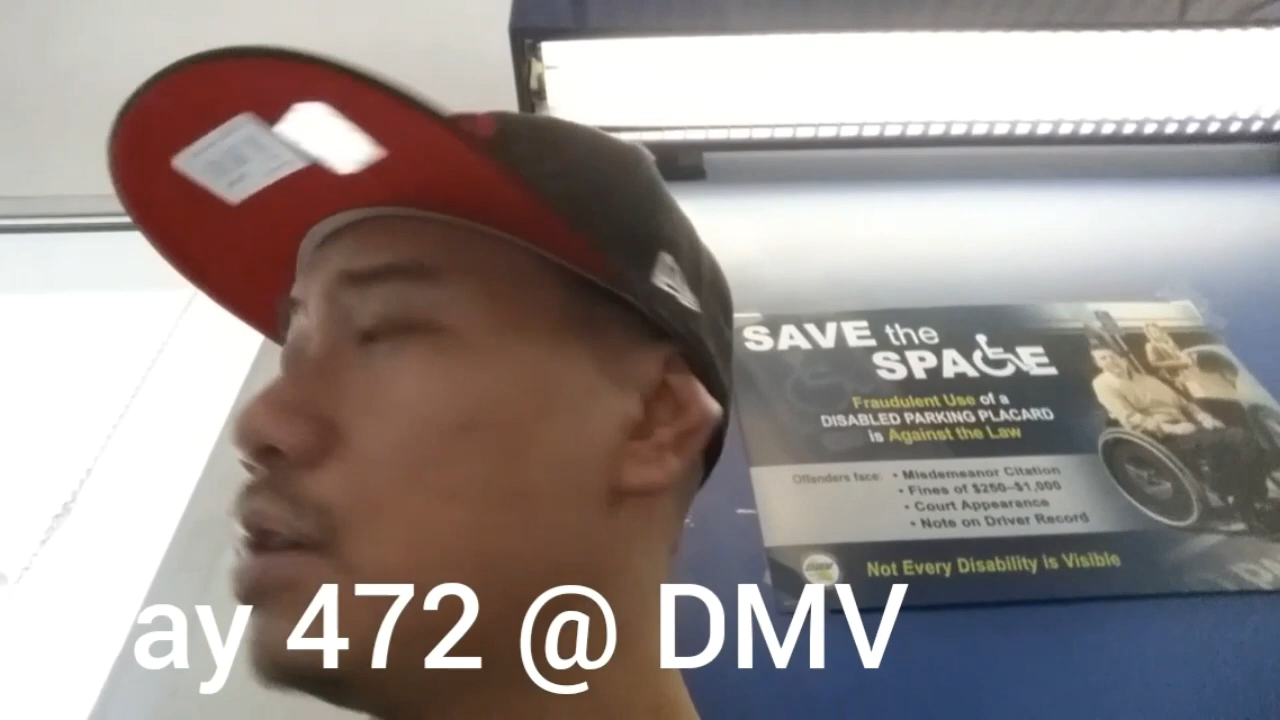 SAVE the
SPACE
Fraudulent Use of a
DISABLED PARKING PLACARD
is Against the Law
Offenders face: • Misdemeanor Citation
• Fines of $250–$1,000
• Court Appearance
• Note on Driver Record
Not Every Disability is Visible
ay 472 @ DMV